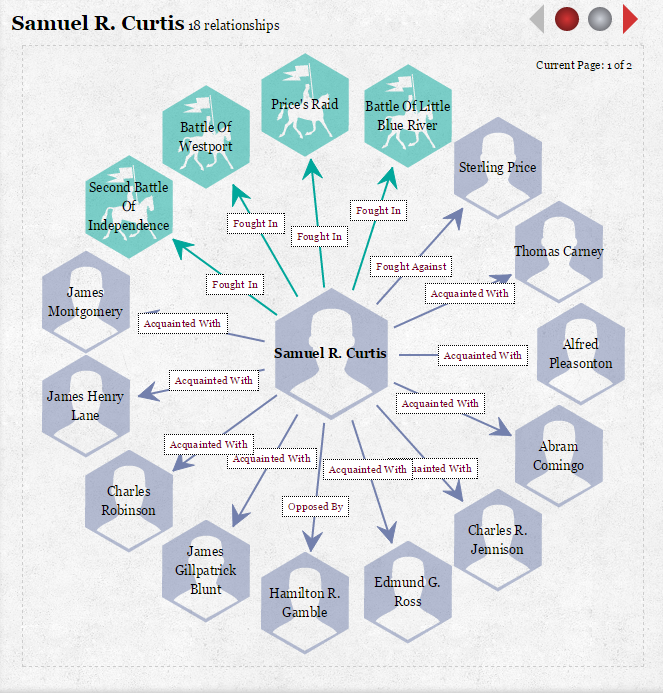 Samuel R. Curtis 18 relationships
Current Page: 1 of 2
Price's Raid
Battle Of
Westport
Battle Of Little
Blue River
Second Battle
Of
Independence
Sterling Price
Thomas Carney
James
Montgomery
Alfred
Pleasonton
James Henry
Lane
Abram
Comingo
Charles
Robinson
Charles R.
Jennison
James
Gillpatrick
Blunt
Hamilton R.
Gamble
Edmund G.
Ross
Samuel R. Curtis
Fought In
Fought In
Fought In
Fought In
Fought Against
Acquainted With
Acquainted With
Acquainted With
Acquainted With
Acquainted With
Acquainted With
Acquainted With
Acquainted With
uainted With
Opposed By